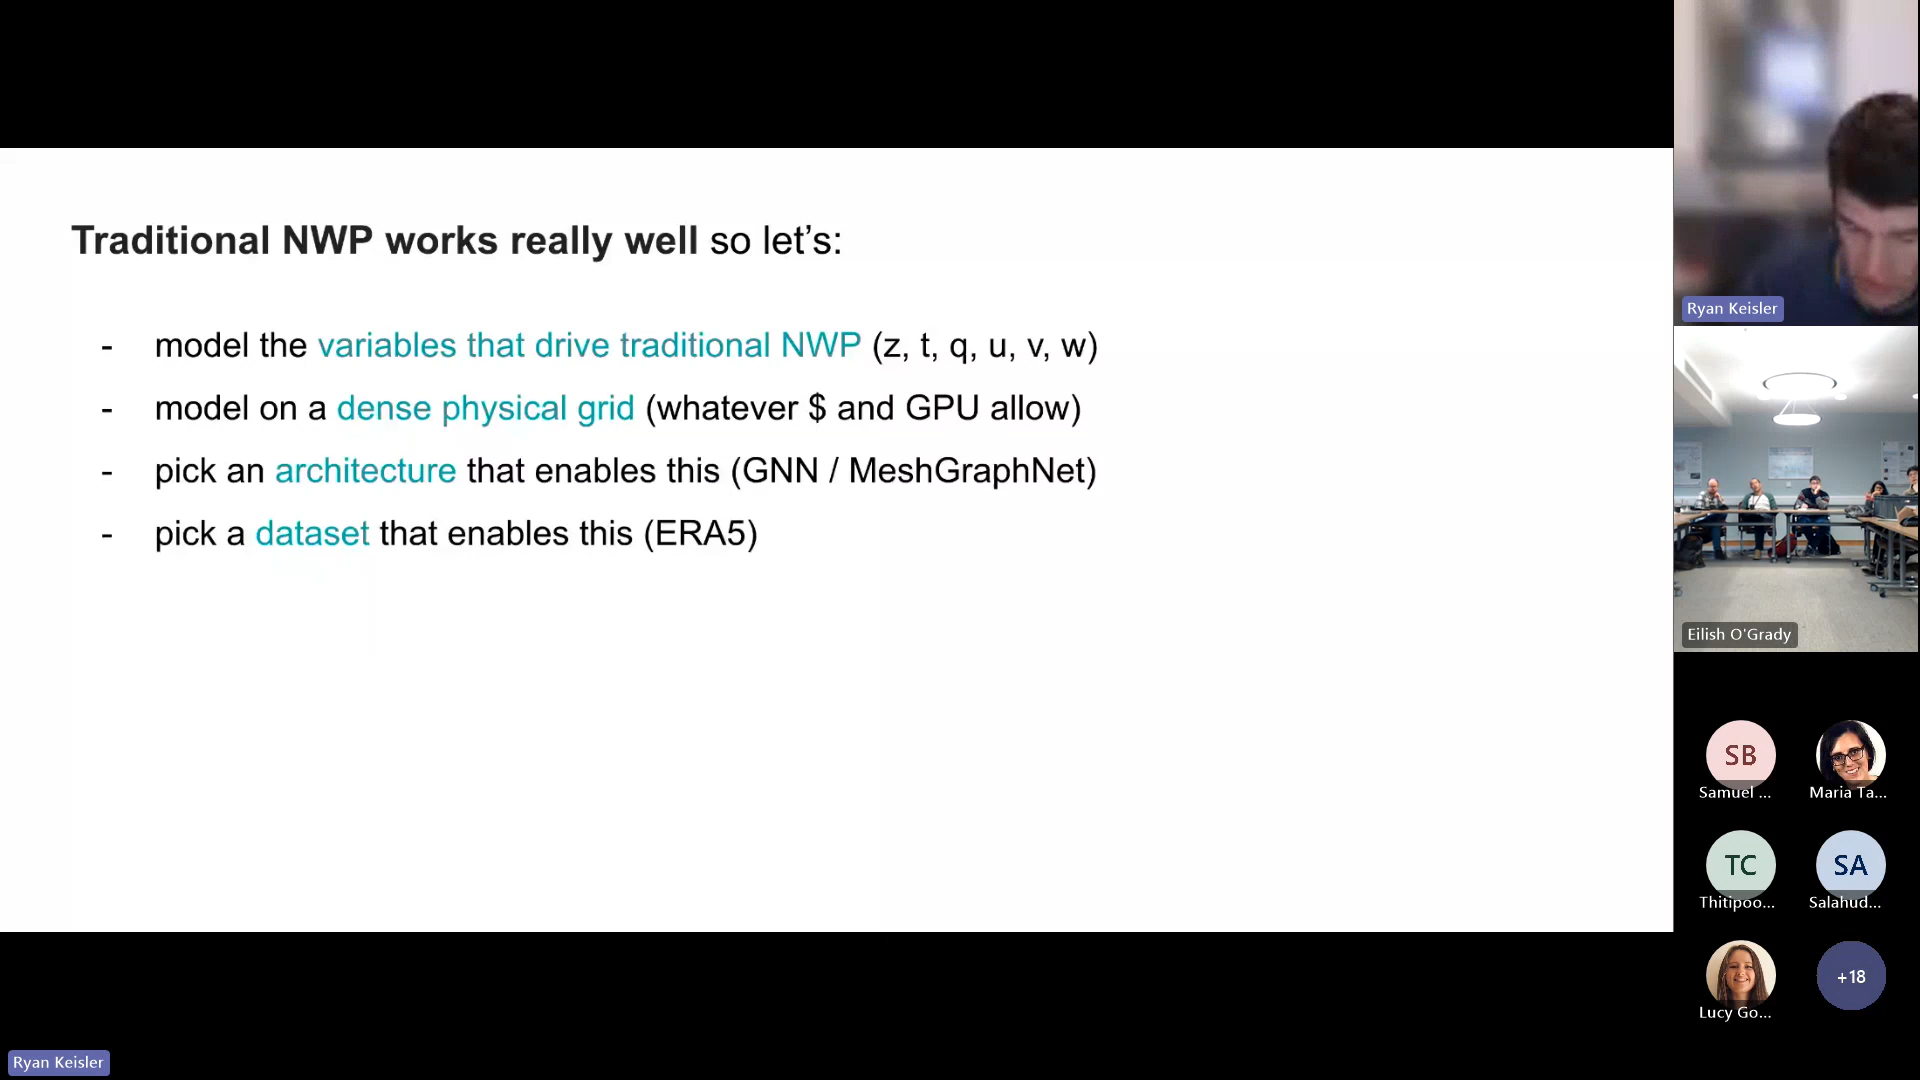 Traditional NWP works really well so let's:
- model the variables that drive traditional NWP (z, t, q, u, v, w)
- model on a dense physical grid (whatever $ and GPU allow)
- pick an architecture that enables this (GNN / MeshGraphNet)
- pick a dataset that enables this (ERA5)
Ryan Keisler
Eilish O'Grady
SB
Samuel ...
Maria Ta...
TC
Thitipoo...
SA
Salahud...
Lucy Go...
+18
Ryan Keisler